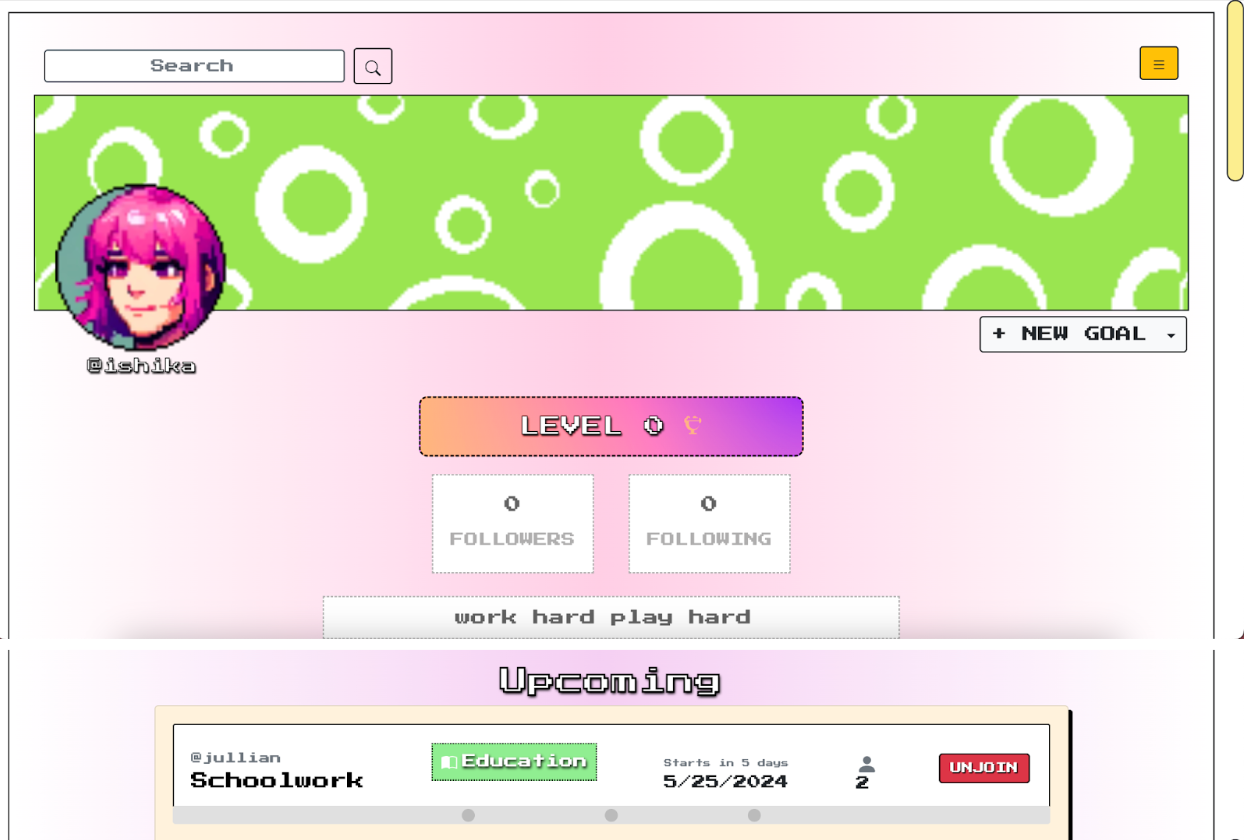 Search
@ishika
+ NEW GOAL
LEVEL 0
0
FOLLOWERS
0
FOLLOWING
work hard play hard
Upcoming
@jullian
Schoolwork
Education
Starts in 5 days
5/25/2024
2
UNJOIN